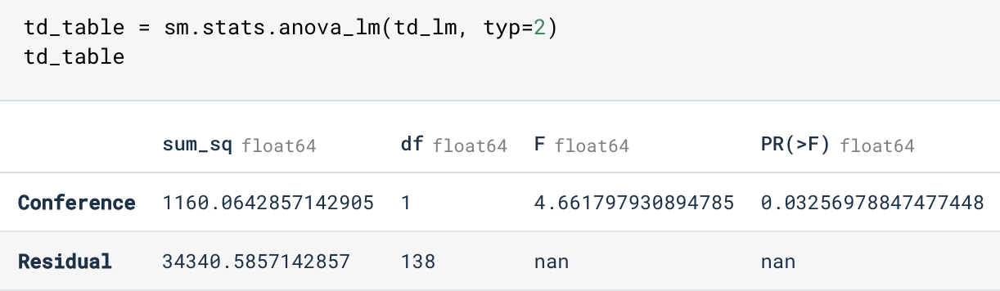 td_table = sm.stats.anova_lm(td_lm, typ=2)
td_table
sum_sq float64 df float64 F float64 PR(>F) float64
Conference 1160.0642857142905 1 4.661797930894785 0.03256978847477448
Residual 34340.5857142857 138 nan nan